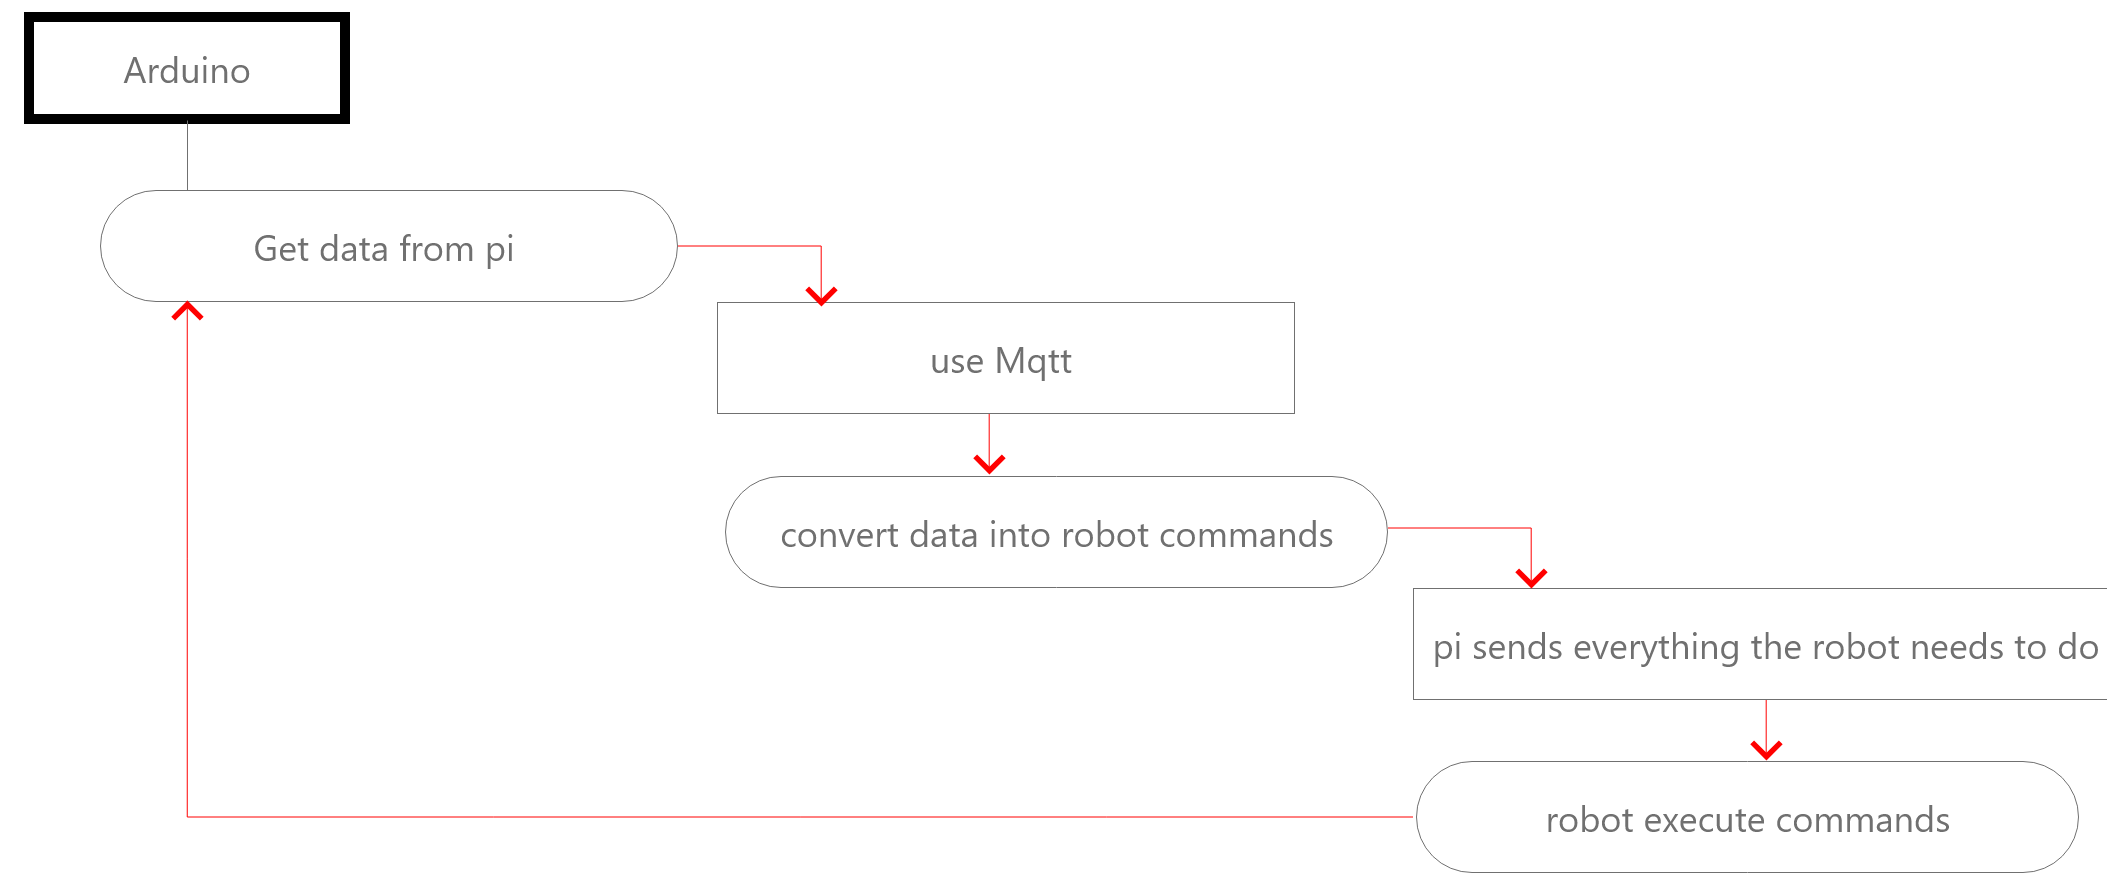 Arduino
Get data from pi
use Mqtt
convert data into robot commands
pi sends everything the robot needs to do
robot execute commands